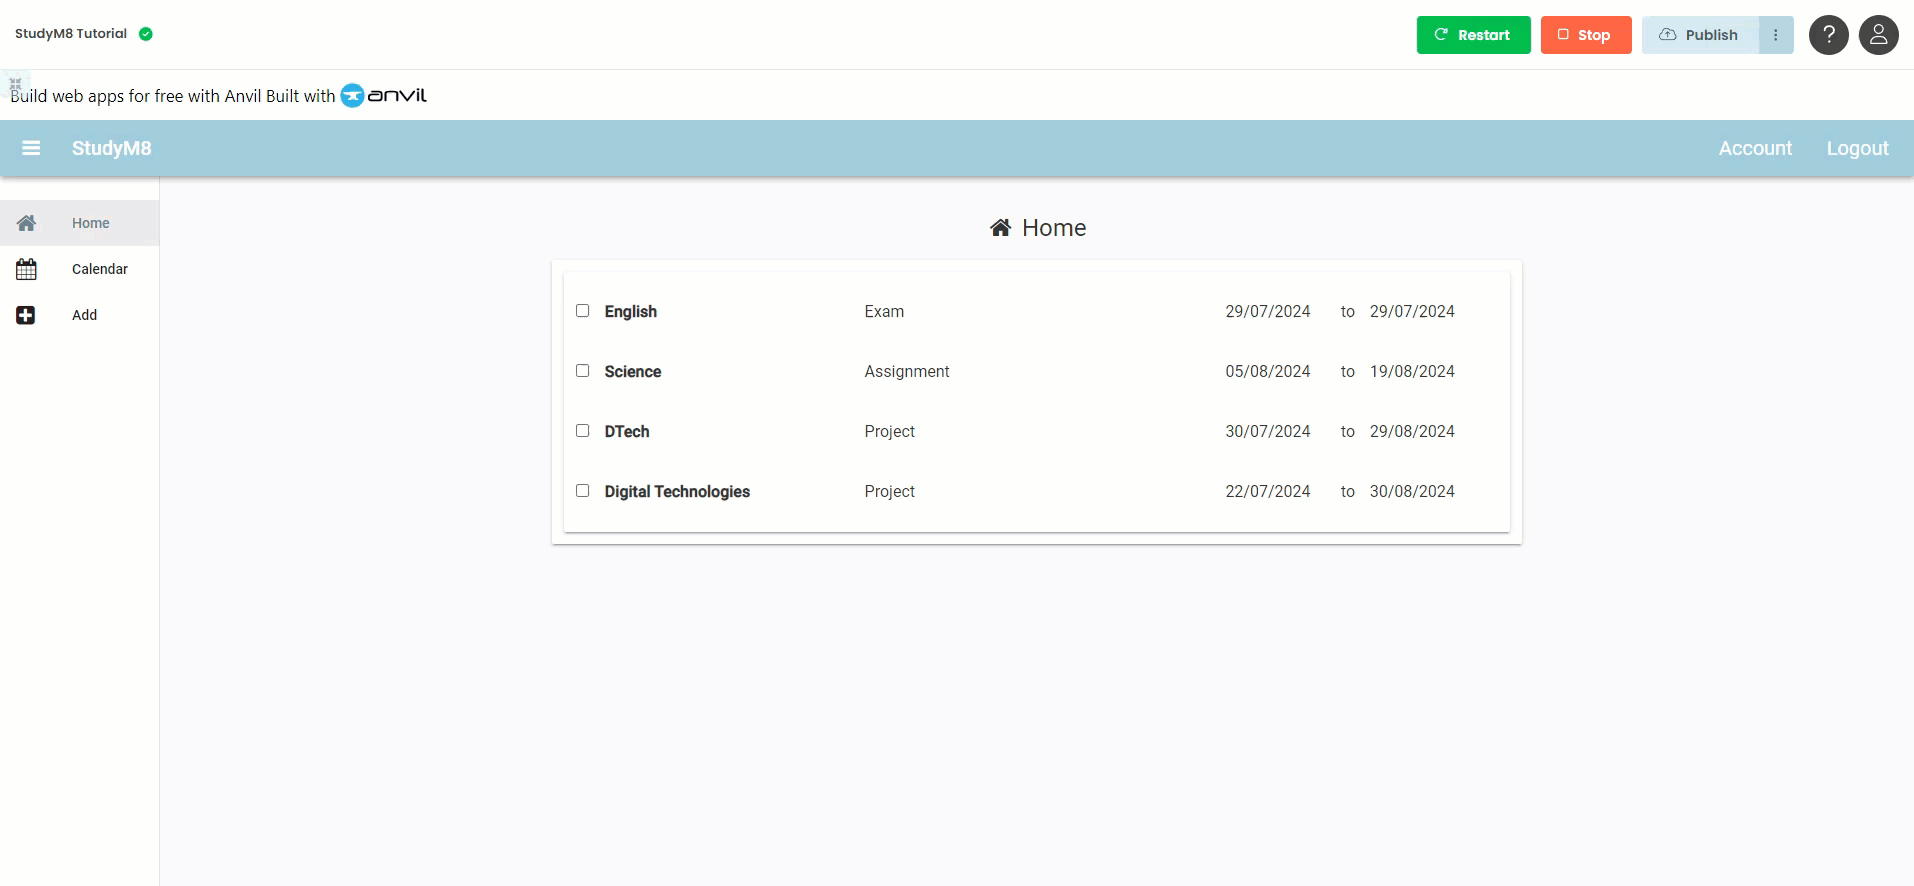 StudyM8 Tutorial
Restart
Stop
Publish
?
Build web apps for free with Anvil Built with anvil
StudyM8
Account
Logout
Home
Calendar
Add
Home
English Exam 29/07/2024 to 29/07/2024
Science Assignment 05/08/2024 to 19/08/2024
DTech Project 30/07/2024 to 29/08/2024
Digital Technologies Project 22/07/2024 to 30/08/2024